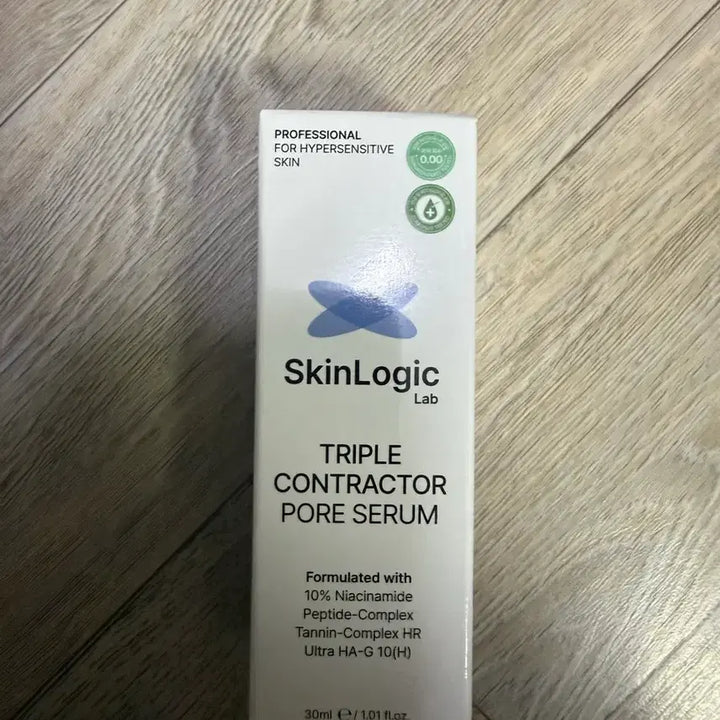 PROFESSIONAL
FOR HYPERSENSITIVE
SKIN
0.00
SkinLogic
Lab
TRIPLE
CONTRACTOR
PORE SERUM
Formulated with
10% Niacinamide
Peptide-Complex
Tannin-Complex HR
Ultra HA-G 10(H)
30ml ℮ / 1.01 fl.oz.